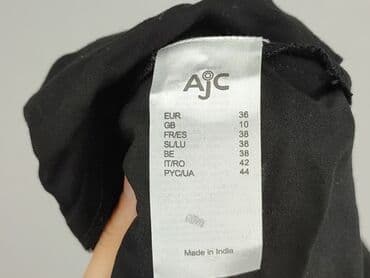 AJC
EUR 36
GB 10
FR/ES 38
SL/LU 36
BE 38
IT/RO 42
PYC/UA 44
Made in India